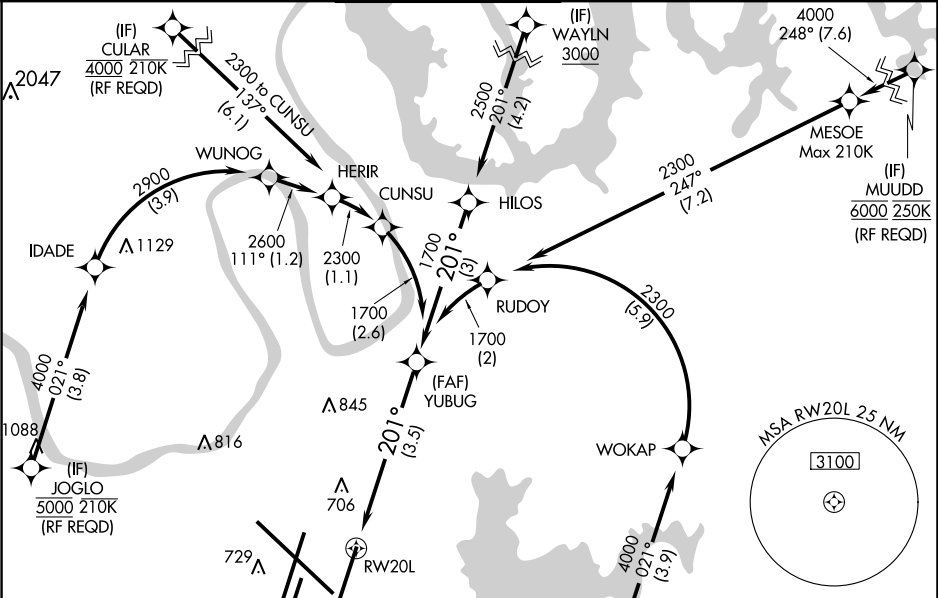 (IF)
CULAR
4000 210K
(RF REQD)
2047
2300 to CUNSU
137°
(6.1)
(IF)
WAYLN
3000
2500
201°
(4.2)
4000
248° (7.6)
MESOE
Max 210K
(IF)
MUUDD
6000 250K
(RF REQD)
2300
247°
(7.2)
WUNOG
HERIR
CUNSU
HILOS
2900
(3.9)
IDADE
1129
2600
111° (1.2)
2300
(1.1)
1700
201°
(3)
1700
(2.6)
RUDOY
1700
(2)
2300
(5.9)
4000
021°
(3.8)
1088
(IF)
JOGLO
5000 210K
(RF REQD)
816
845
(FAF)
YUBUG
201°
(3.5)
WOKAP
706
729
RW20L
4000
021°
(3.9)
MSA RW20L 25 NM
3100